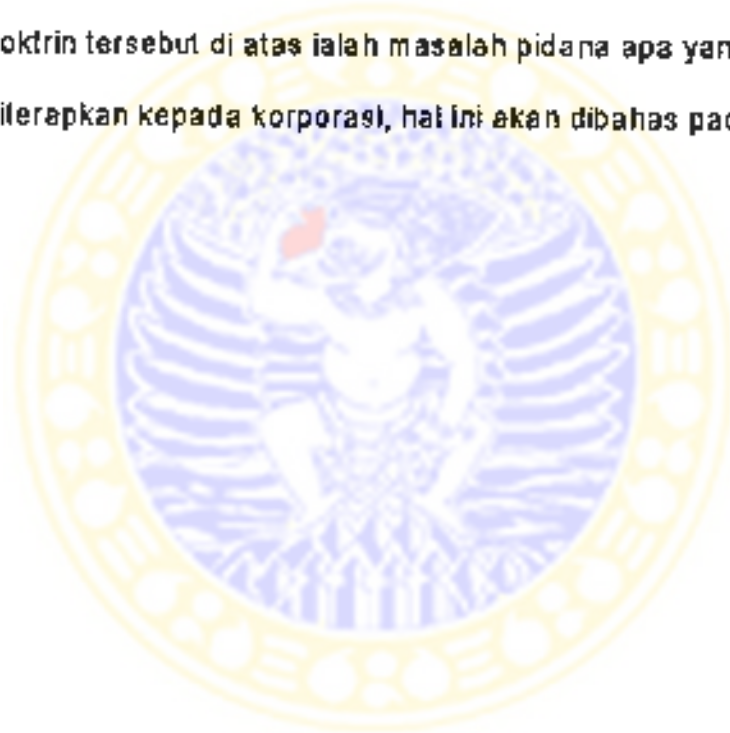 oktrin tersebut di atas ialah masalah pidana apa yan
iterapkan kepada korporasi, hal ini akan dibahas pad